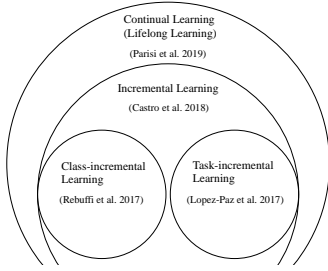 Continual Learning
(Lifelong Learning)
(Parisi et al. 2019)
Incremental Learning
(Castro et al. 2018)
Class-incremental
Learning
(Rebuffi et al. 2017)
Task-incremental
Learning
(Lopez-Paz et al. 2017)